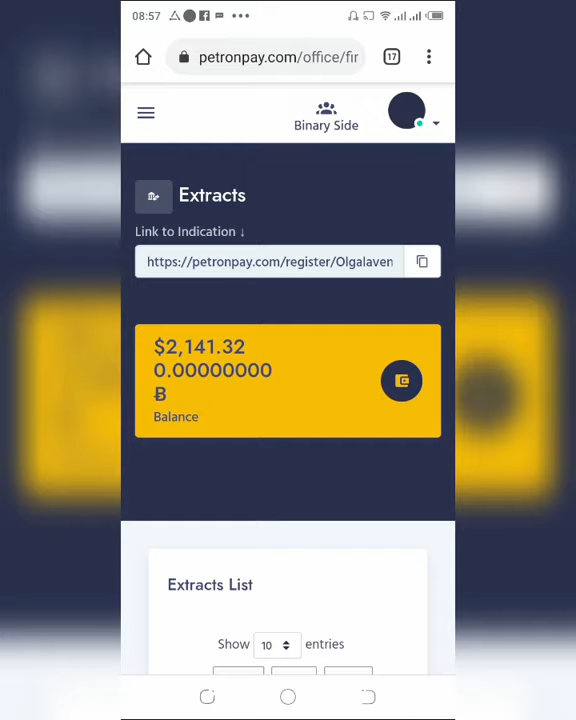 08:57
petronpay.com/office/fir
17
Binary Side
Extracts
Link to Indication ↓
https://petronpay.com/register/Olgalaven
$2,141.32
0.00000000
Ƀ
Balance
Extracts List
Show 10 entries